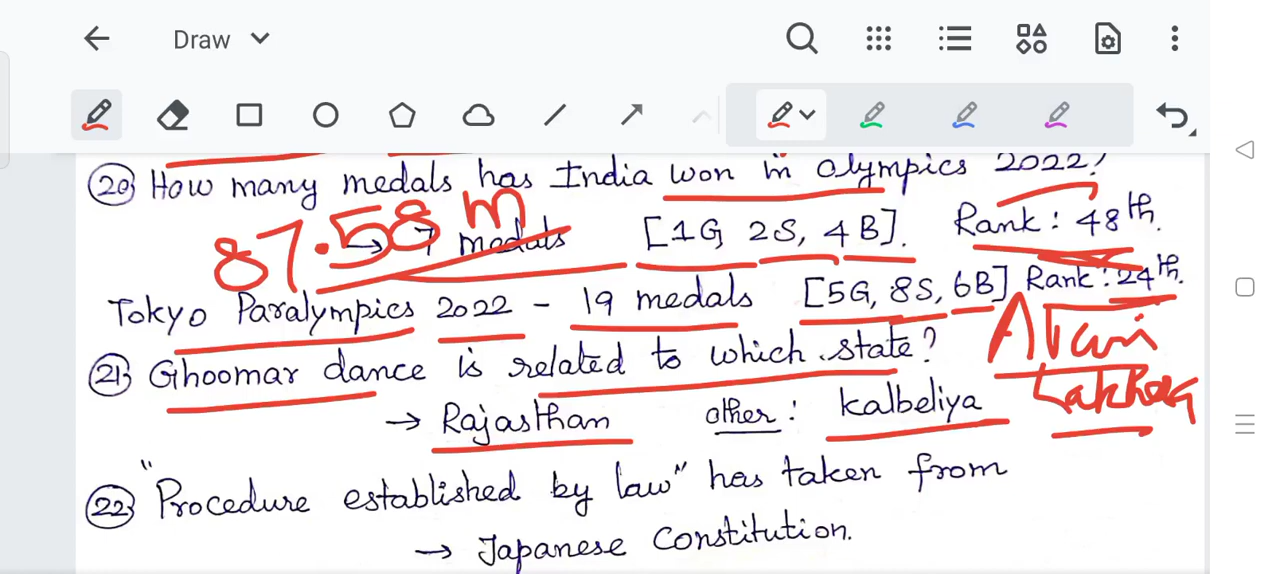 Draw
20 How many medals has India won in Olympics 2022?
87.58 m
→ 7 medals [1G, 2S, 4B]. Rank: 48th.
Tokyo Paralympics 2022 - 19 medals [5G, 8S, 6B] Rank: 24th.
Avani
Lakhera
21 Ghoomar dance is related to which state?
→ Rajasthan other: kalbeliya
22 "Procedure established by law" has taken from
→ Japanese Constitution.